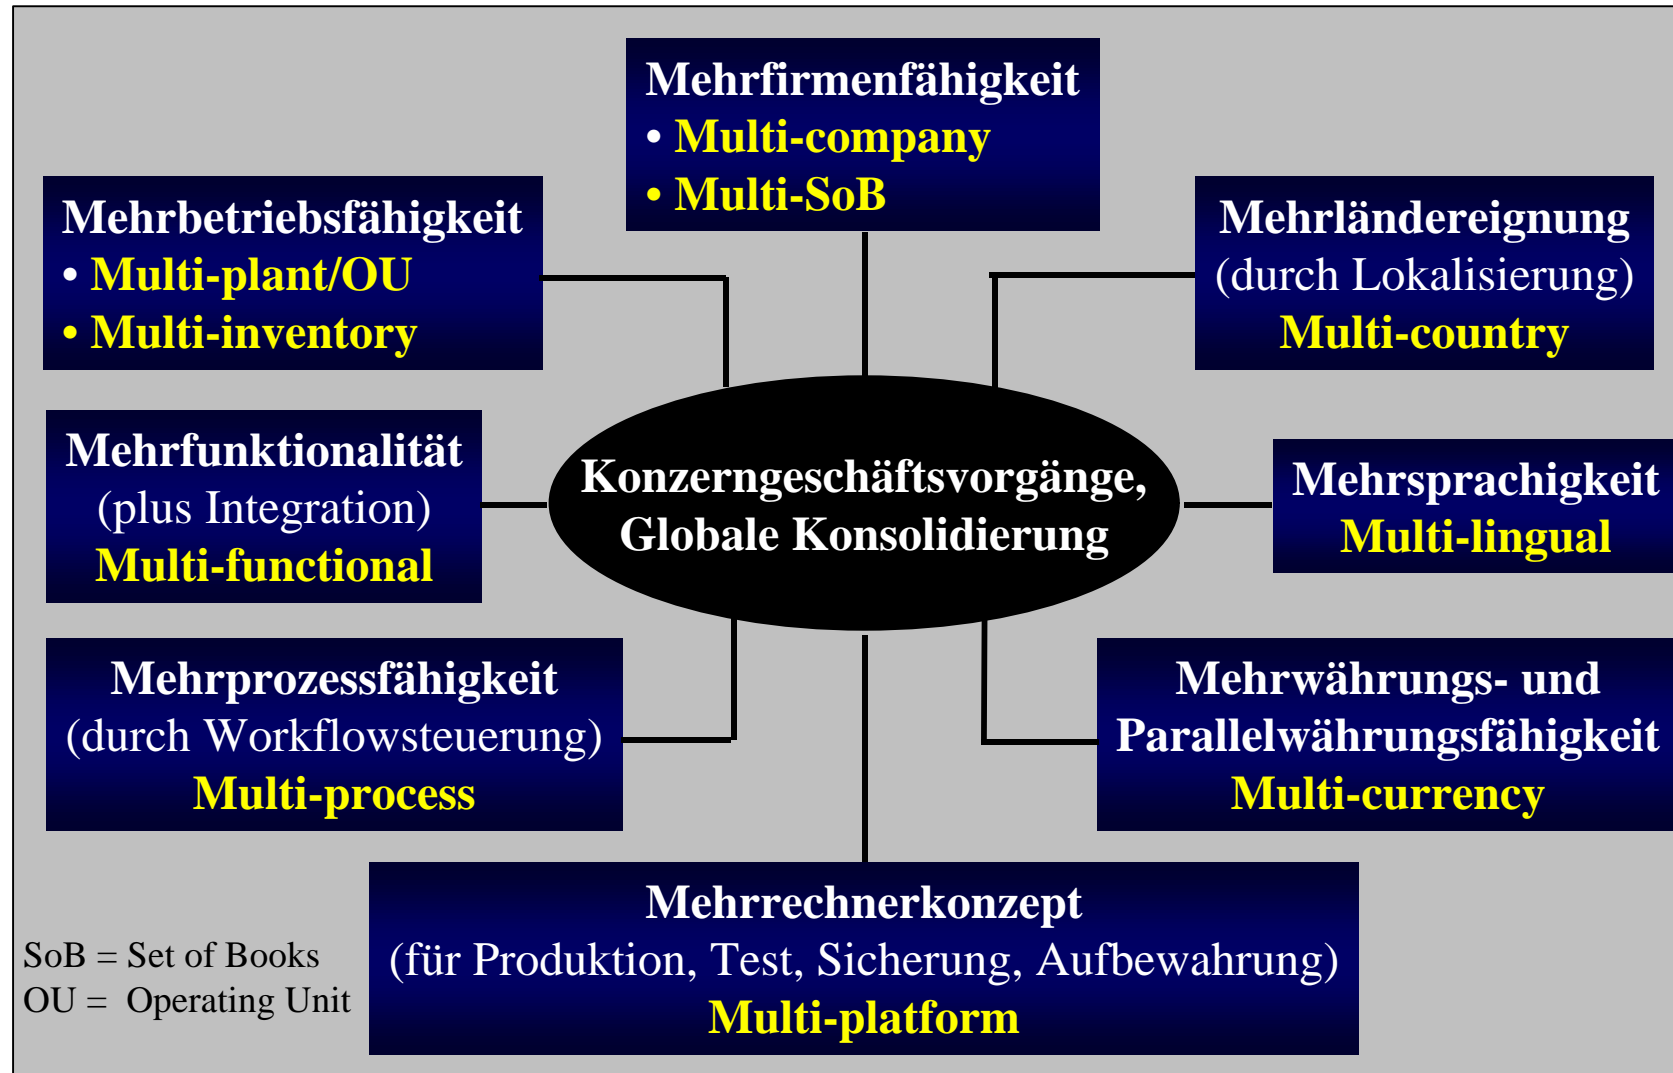 Mehrfirmenfähigkeit
• Multi-company
• Multi-SoB
Mehrbetriebsfähigkeit
• Multi-plant/OU
• Multi-inventory
Mehrländereignung
(durch Lokalisierung)
Multi-country
Mehrfunktionalität
(plus Integration)
Multi-functional
Konzerngeschäftsvorgänge,
Globale Konsolidierung
Mehrsprachigkeit
Multi-lingual
Mehrprozessfähigkeit
(durch Workflowsteuerung)
Multi-process
Mehrwährungs- und
Parallelwährungsfähigkeit
Multi-currency
Mehrrechnerkonzept
(für Produktion, Test, Sicherung, Aufbewahrung)
Multi-platform
SoB = Set of Books
OU = Operating Unit